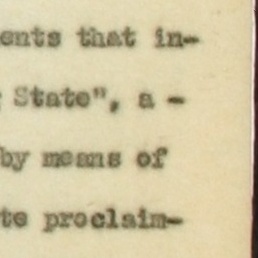 ents that in-
State", a -
by means of
te proclaim-